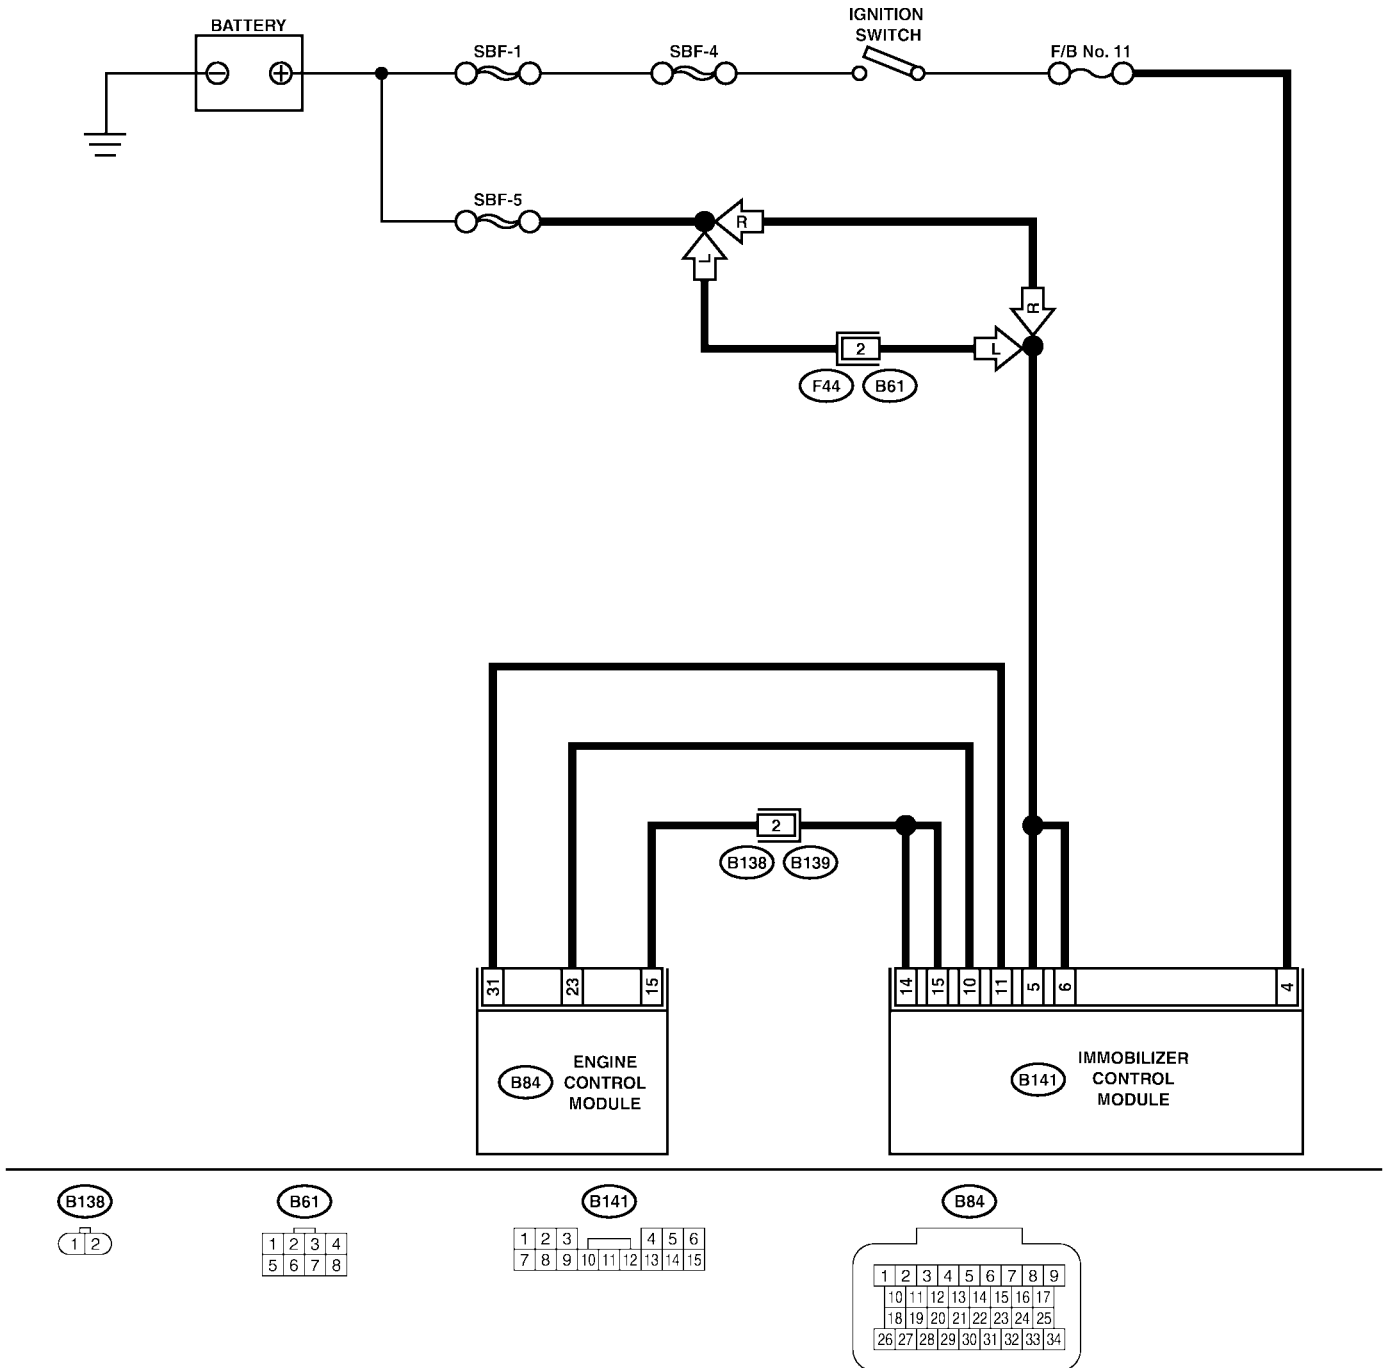 IGNITION
SWITCH
BATTERY
SBF-1
SBF-4
F/B No. 11
SBF-5
R
L
R
2
L
F44
B61
2
B138
B139
31
23
15
14
15
10
11
5
6
4
B84
ENGINE
CONTROL
MODULE
B141
IMMOBILIZER
CONTROL
MODULE
B138
B61
B141
B84
1 2
1 2 3 4
5 6 7 8
1 2 3 4 5 6
7 8 9 10 11 12 13 14 15
1 2 3 4 5 6 7 8 9
10 11 12 13 14 15 16 17
18 19 20 21 22 23 24 25
26 27 28 29 30 31 32 33 34